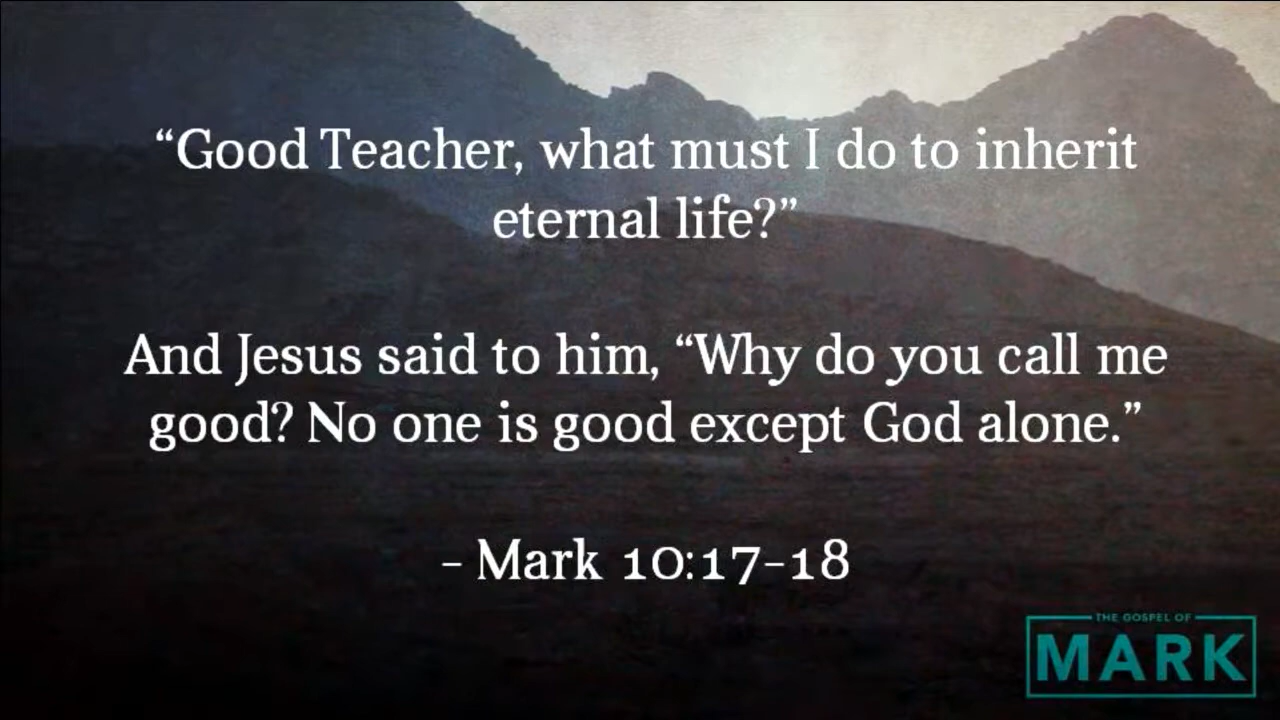 “Good Teacher, what must I do to inherit
eternal life?”
And Jesus said to him, “Why do you call me
good? No one is good except God alone.”
- Mark 10:17-18
THE GOSPEL OF
MARK